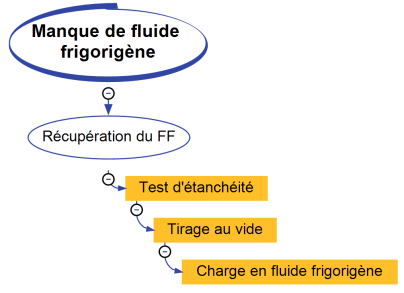 Manque de fluide
frigorigène
Récupération du FF
Test d'étanchéité
Tirage au vide
Charge en fluide frigorigène